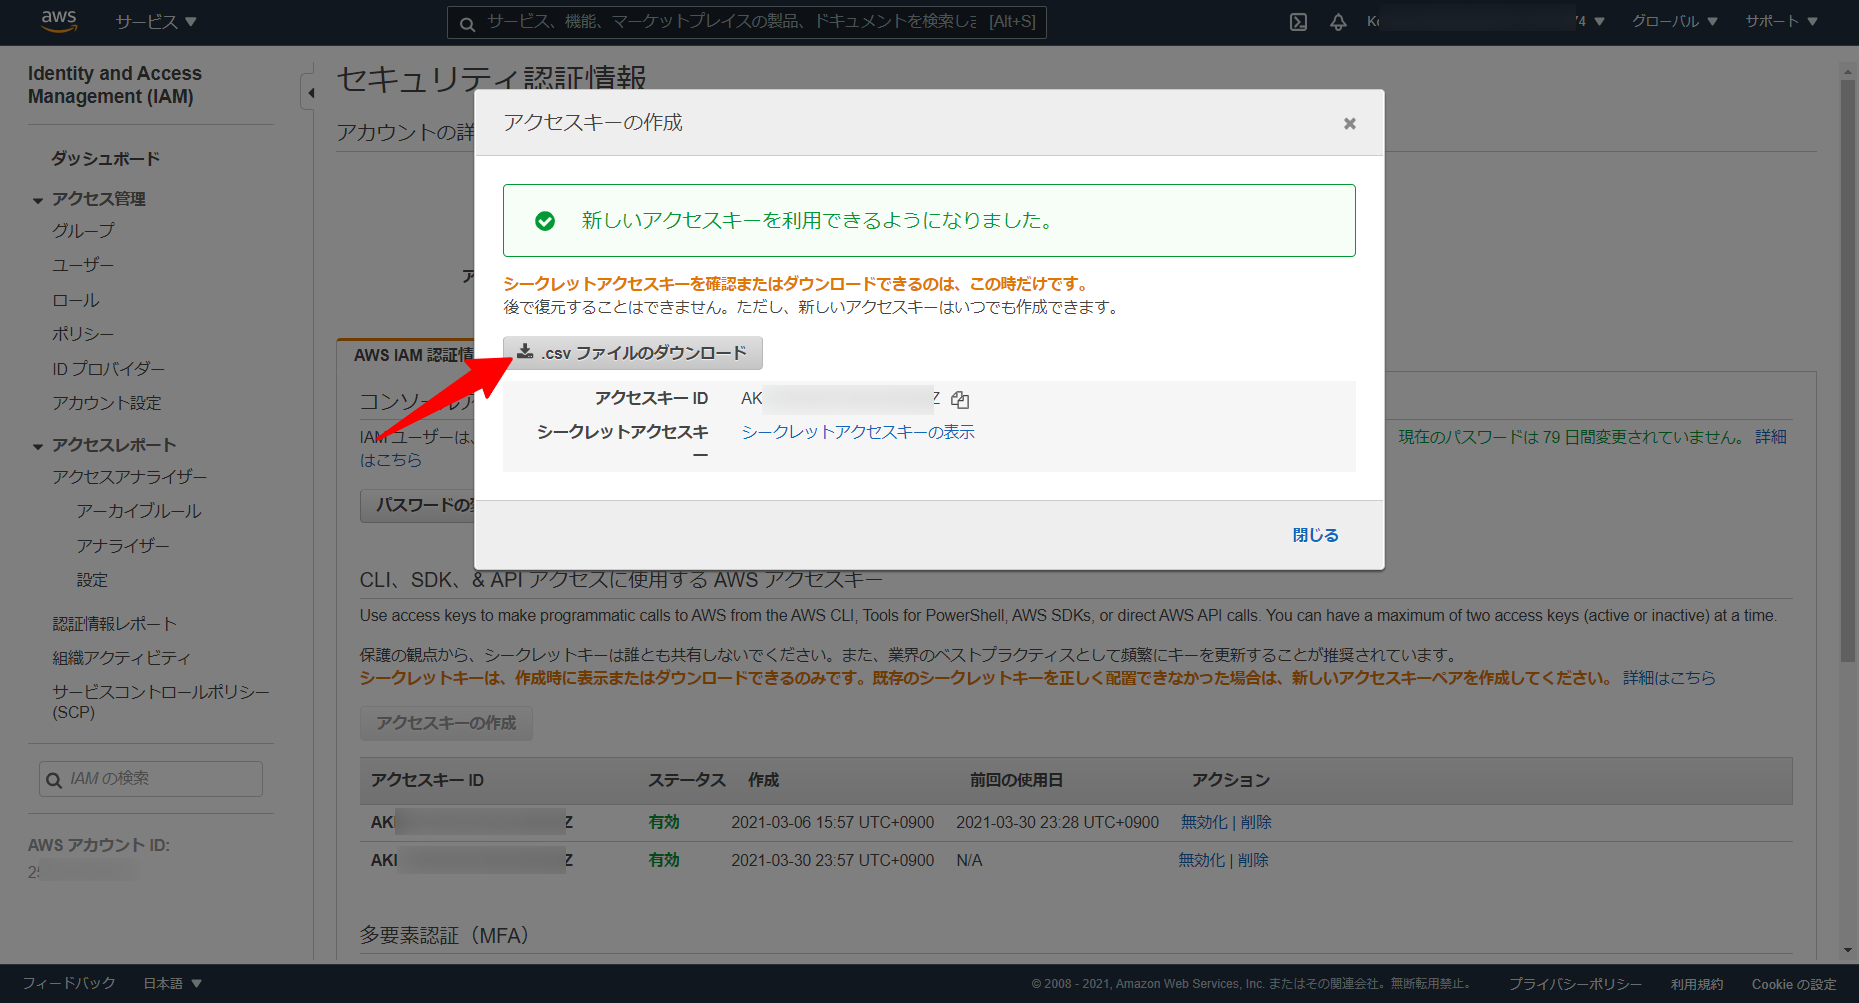 aws
サービス
サービス、機能、マーケットプレイスの製品、ドキュメントを検索しま [Alt+S]
グローバル
サポート
Identity and Access
Management (IAM)
ダッシュボード
アクセス管理
グループ
ユーザー
ロール
ポリシー
ID プロバイダー
アカウント設定
アクセスレポート
アクセスアナライザー
アーカイブルール
アナライザー
設定
認証情報レポート
組織アクティビティ
サービスコントロールポリシー
(SCP)
IAM の検索
AWS アカウント ID:
セキュリティ認証情報
アカウントの詳
アクセスキーの作成
新しいアクセスキーを利用できるようになりました。
シークレットアクセスキーを確認またはダウンロードできるのは、この時だけです。
後で復元することはできません。ただし、新しいアクセスキーはいつでも作成できます。
.csv ファイルのダウンロード
アクセスキー ID AK Z
シークレットアクセスキ
ー
シークレットアクセスキーの表示
閉じる
AWS IAM 認証情
コンソール
IAM ユーザーは、
はこちら
現在のパスワードは 79 日間変更されていません。 詳細
パスワードの変
CLI、SDK、& API アクセスに使用する AWS アクセスキー
Use access keys to make programmatic calls to AWS from the AWS CLI, Tools for PowerShell, AWS SDKs, or direct AWS API calls. You can have a maximum of two access keys (active or inactive) at a time.
保護の観点から、シークレットキーは誰とも共有しないでください。また、業界のベストプラクティスとして頻繁にキーを更新することが推奨されています。
シークレットキーは、作成時に表示またはダウンロードできるのみです。既存のシークレットキーを正しく配置できなかった場合は、新しいアクセスキーペアを作成してください。 詳細はこちら
アクセスキーの作成
アクセスキー ID ステータス 作成 前回の使用日 アクション
AK Z 有効 2021-03-06 15:57 UTC+0900 2021-03-30 23:28 UTC+0900 無効化 | 削除
AKI Z 有効 2021-03-30 23:57 UTC+0900 N/A 無効化 | 削除
多要素認証（MFA）
フィードバック 日本語
© 2008 - 2021, Amazon Web Services, Inc. またはその関連会社。無断転用禁止。 プライバシーポリシー 利用規約 Cookie の設定